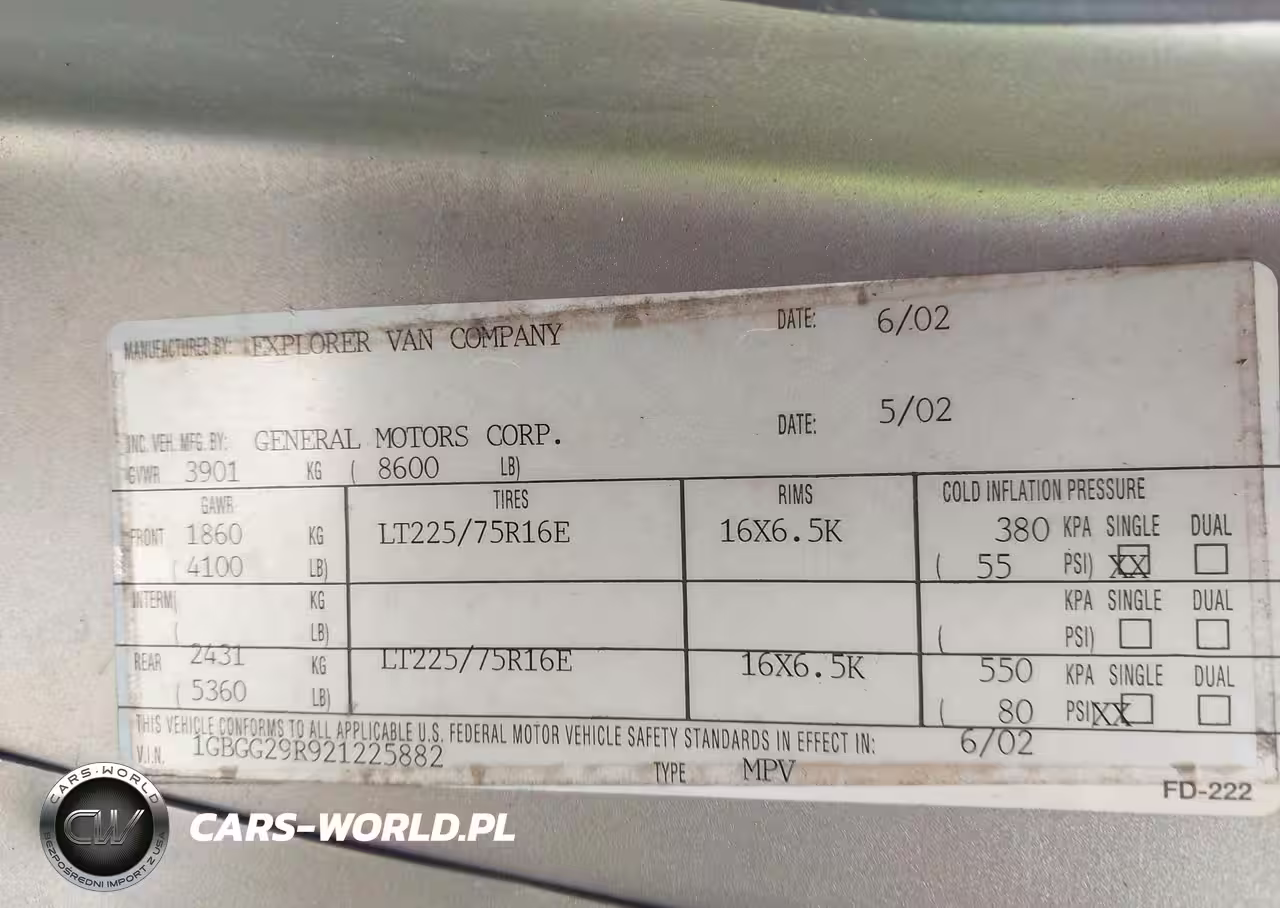 MANUFACTURED BY: EXPLORER VAN COMPANY DATE: 6/02
INC. VEH. MFG. BY: GENERAL MOTORS CORP. DATE: 5/02
GVWR 3901 KG ( 8600 LB)
GAWR TIRES RIMS COLD INFLATION PRESSURE
FRONT 1860 KG LT225/75R16E 16X6.5K 380 KPA SINGLE DUAL
( 4100 LB) ( 55 PSI) XX
INTERM KG KPA SINGLE DUAL
( LB) ( PSI)
REAR 2431 KG LT225/75R16E 16X6.5K 550 KPA SINGLE DUAL
( 5360 LB) ( 80 PSI XX
THIS VEHICLE CONFORMS TO ALL APPLICABLE U.S. FEDERAL MOTOR VEHICLE SAFETY STANDARDS IN EFFECT IN: 6/02
V.I.N. 1GBGG29R921225882 TYPE MPV
FD-222
CARS-WORLD
CW
BEZPOŚREDNI IMPORT Z USA
CARS-WORLD.PL